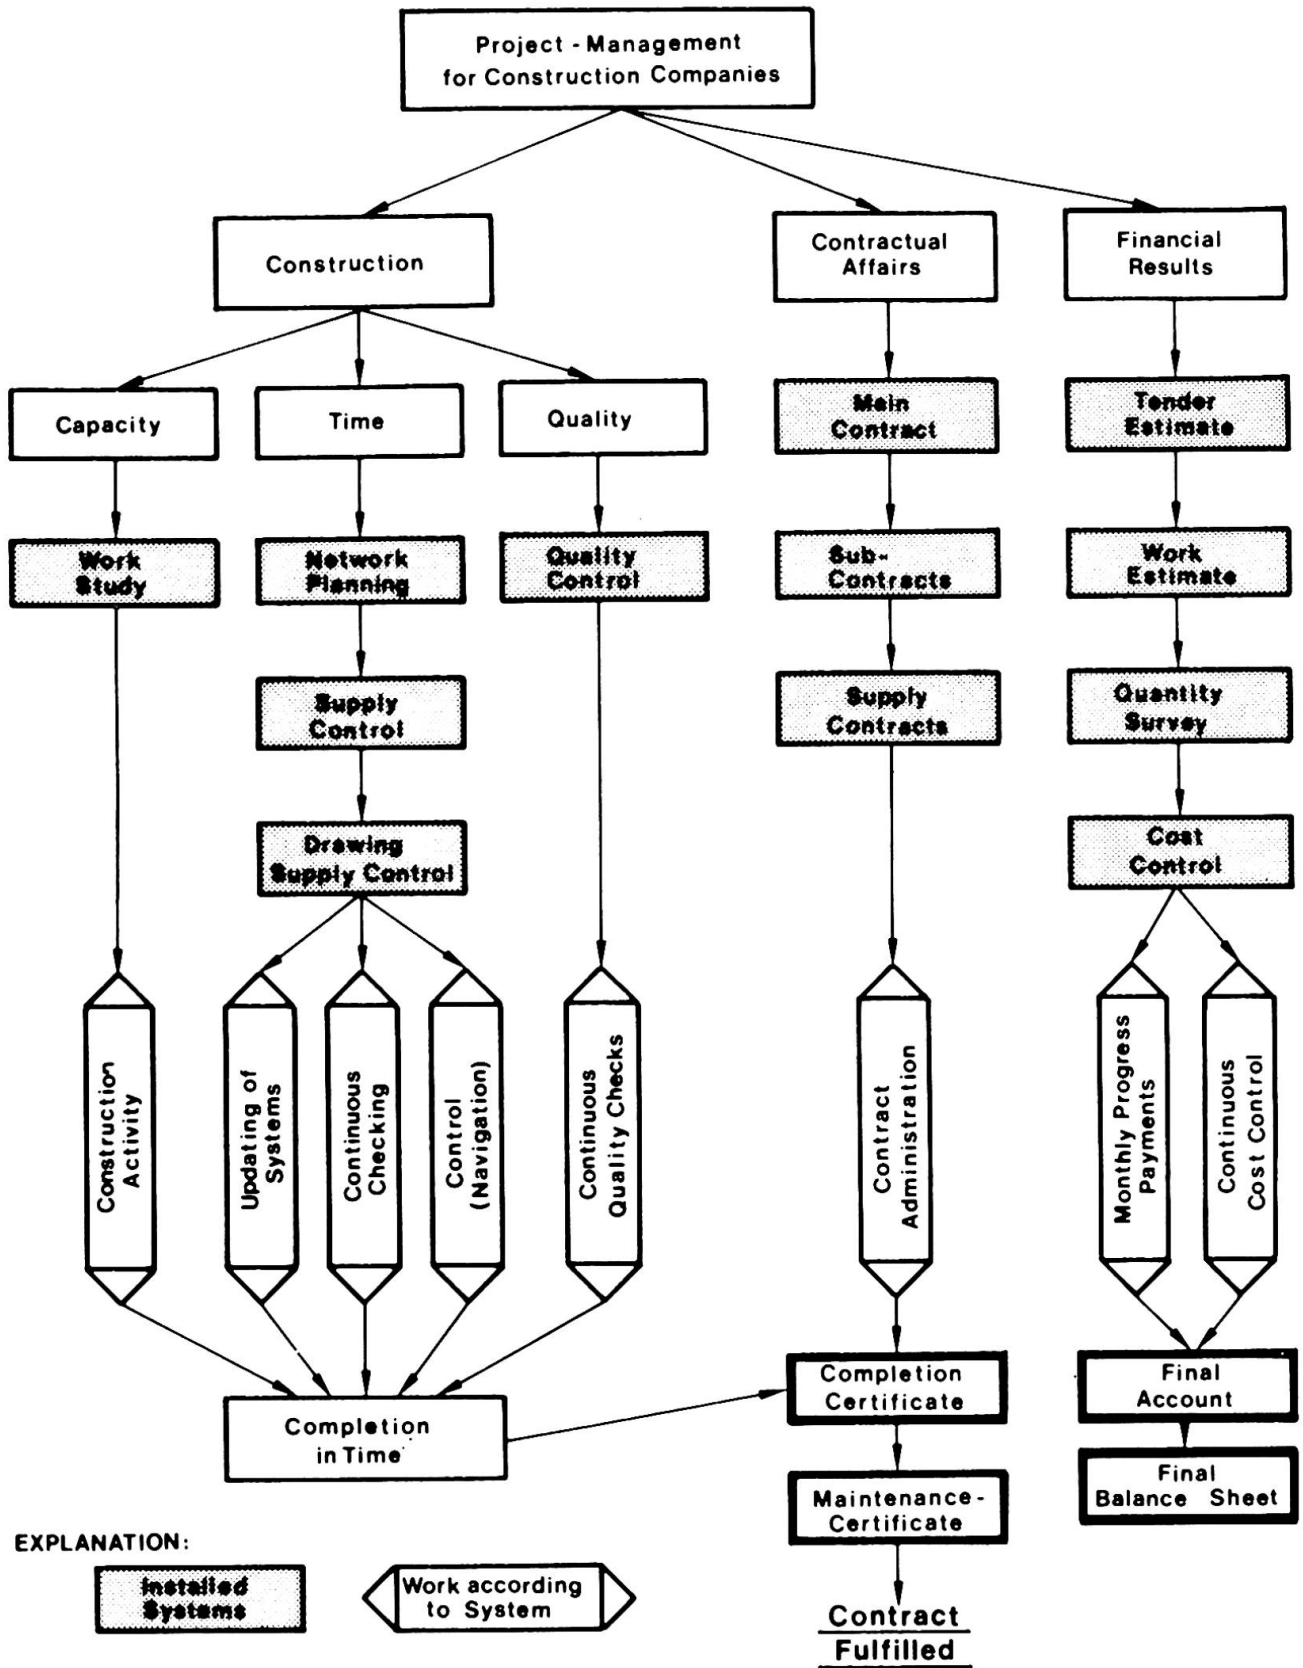 Project - Management
for Construction Companies
Construction
Contractual
Affairs
Financial
Results
Capacity
Time
Quality
Main
Contract
Tender
Estimate
Work
Study
Network
Planning
Quality
Control
Sub-
Contracts
Work
Estimate
Supply
Control
Supply
Contracts
Quantity
Survey
Drawing
Supply Control
Cost
Control
Construction
Activity
Updating of
Systems
Continuous
Checking
Control
(Navigation)
Continuous
Quality Checks
Contract
Administration
Monthly Progress
Payments
Continuous
Cost Control
Completion
in Time
Completion
Certificate
Final
Account
Maintenance-
Certificate
Final
Balance Sheet
EXPLANATION:
Installed
Systems
Work according
to System
Contract
Fulfilled